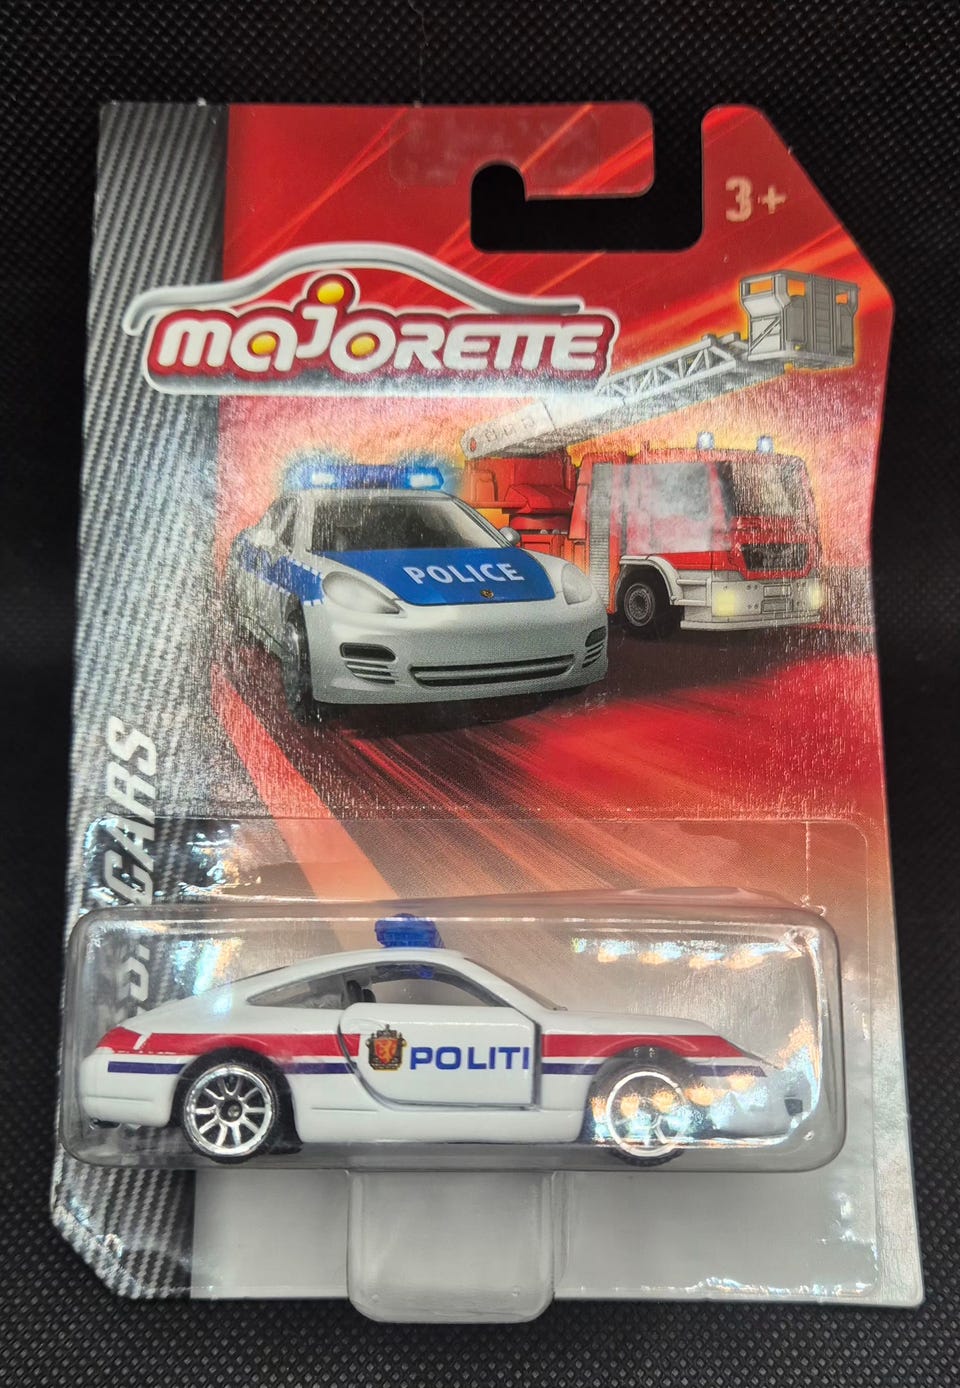 3+
majorette
POLICE
CARS
POLITI